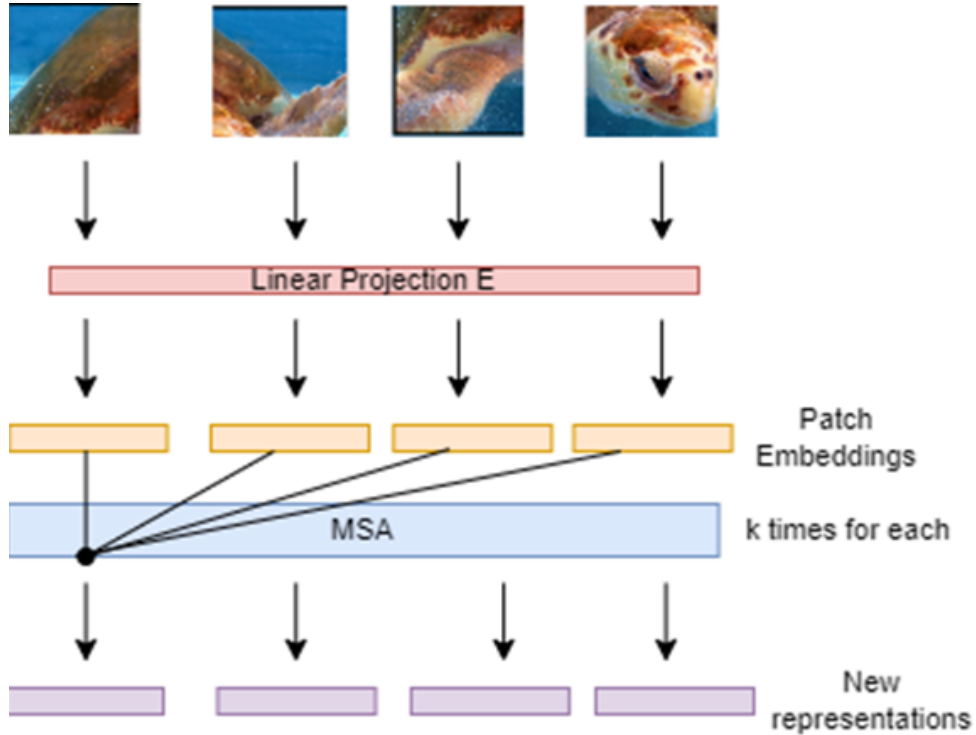 Linear Projection E
Patch
Embeddings
MSA
k times for each
New
representations